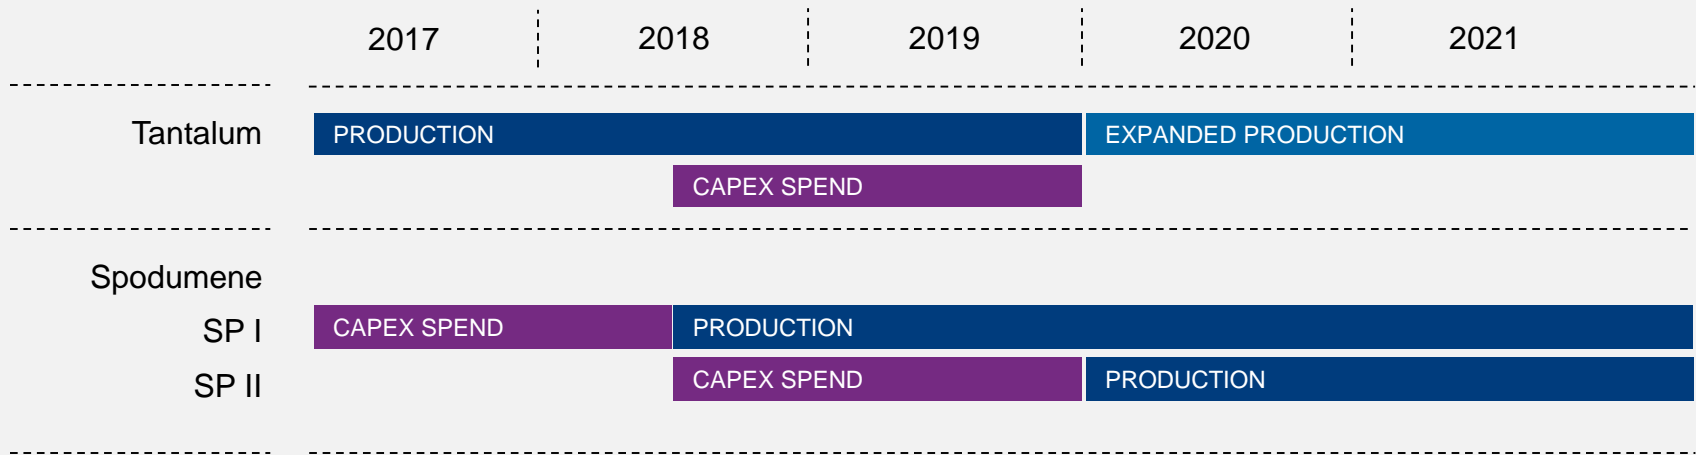 2017 2018 2019 2020 2021
Tantalum PRODUCTION EXPANDED PRODUCTION
CAPEX SPEND
Spodumene
SP I CAPEX SPEND PRODUCTION
SP II CAPEX SPEND PRODUCTION